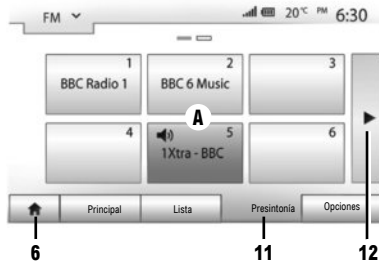 FM 20°C PM 6:30
1 2 3
BBC Radio 1 BBC 6 Music
A
4 5 6
1Xtra - BBC
Principal Lista Presintonía Opciones
6 11 12